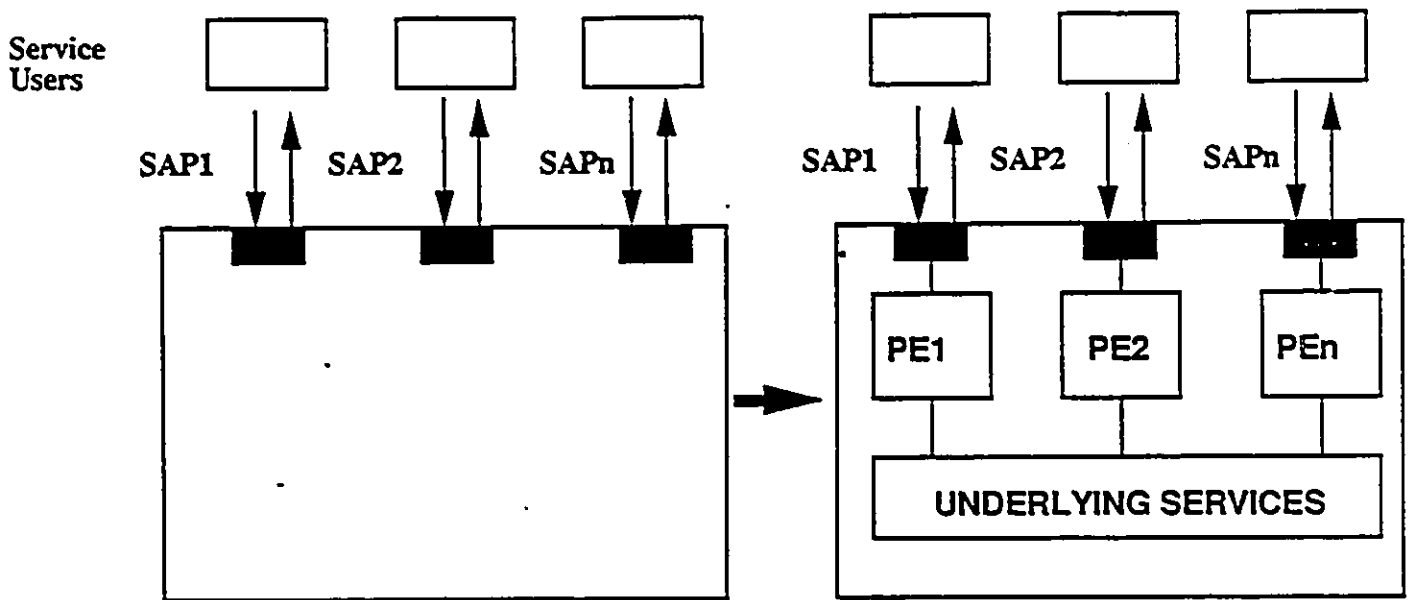 Service
Users
SAP1
SAP2
SAPn
SAP1
SAP2
SAPn
PE1
PE2
PEn
UNDERLYING SERVICES